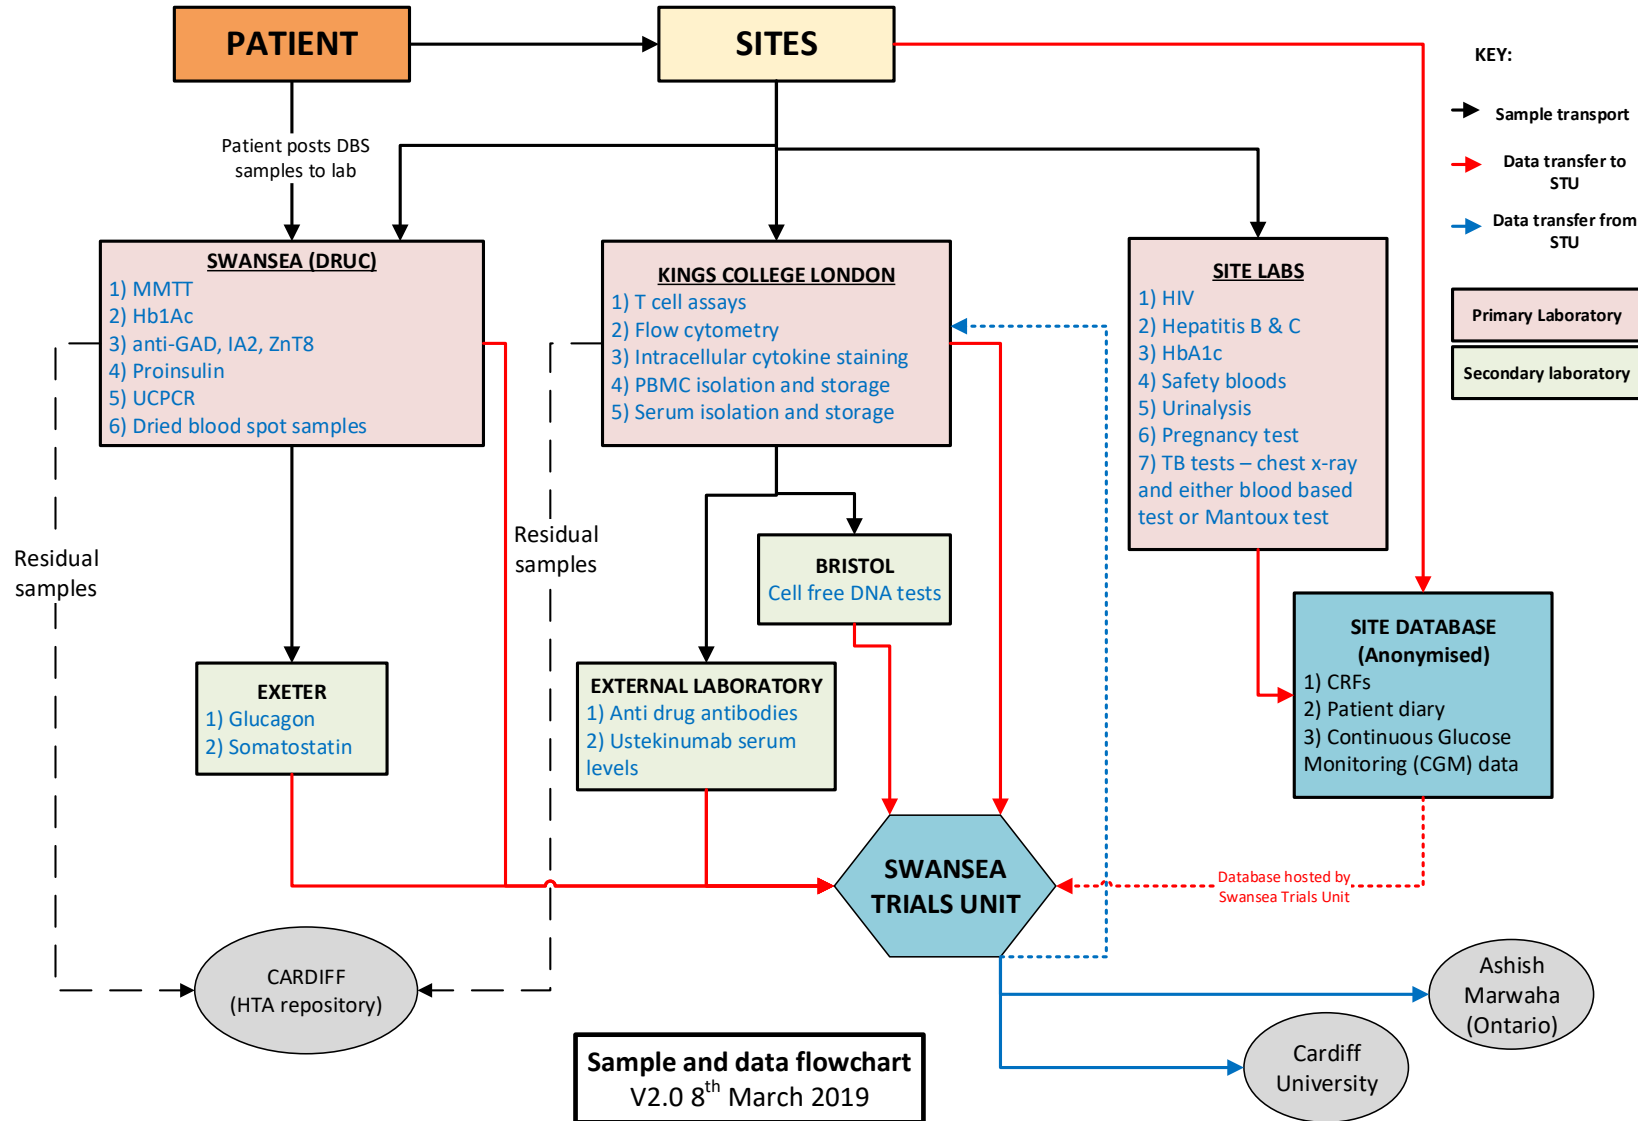 PATIENT
SITES
KEY:
Sample transport
Data transfer to
STU
Data transfer from
STU
Primary Laboratory
Secondary laboratory
Patient posts DBS
samples to lab
SWANSEA (DRUC)
1) MMTT
2) Hb1Ac
3) anti-GAD, IA2, ZnT8
4) Proinsulin
5) UCPCR
6) Dried blood spot samples
KINGS COLLEGE LONDON
1) T cell assays
2) Flow cytometry
3) Intracellular cytokine staining
4) PBMC isolation and storage
5) Serum isolation and storage
SITE LABS
1) HIV
2) Hepatitis B & C
3) HbA1c
4) Safety bloods
5) Urinalysis
6) Pregnancy test
7) TB tests – chest x-ray
and either blood based
test or Mantoux test
Residual
samples
Residual
samples
BRISTOL
Cell free DNA tests
EXETER
1) Glucagon
2) Somatostatin
EXTERNAL LABORATORY
1) Anti drug antibodies
2) Ustekinumab serum
levels
SITE DATABASE
(Anonymised)
1) CRFs
2) Patient diary
3) Continuous Glucose
Monitoring (CGM) data
SWANSEA
TRIALS UNIT
Database hosted by
Swansea Trials Unit
CARDIFF
(HTA repository)
Ashish
Marwaha
(Ontario)
Cardiff
University
Sample and data flowchart
V2.0 8th March 2019